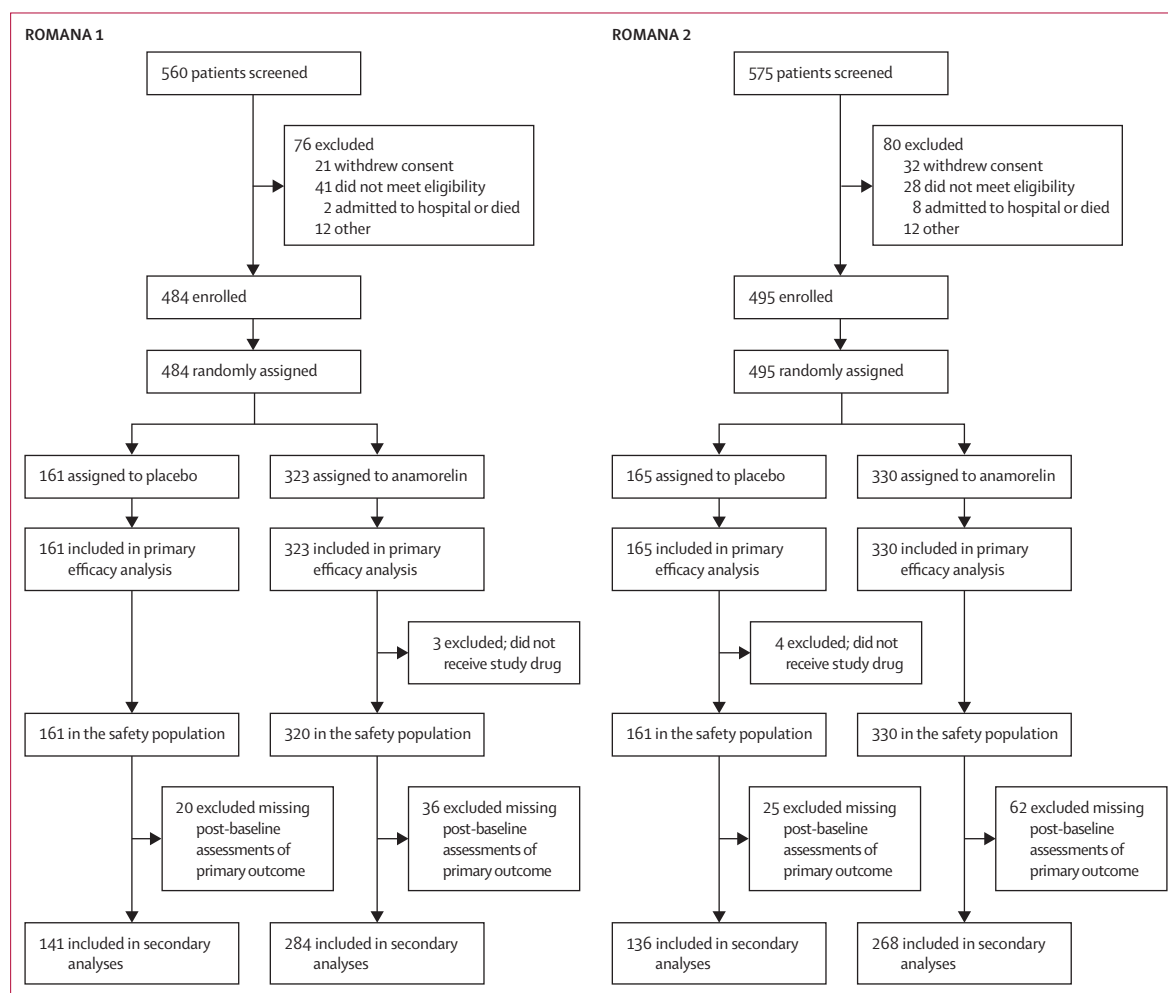 ROMANA 1
560 patients screened
76 excluded
21 withdrew consent
41 did not meet eligibility
2 admitted to hospital or died
12 other
484 enrolled
484 randomly assigned
161 assigned to placebo
323 assigned to anamorelin
161 included in primary
efficacy analysis
323 included in primary
efficacy analysis
3 excluded; did not
receive study drug
161 in the safety population
320 in the safety population
20 excluded missing
post-baseline
assessments of
primary outcome
36 excluded missing
post-baseline
assessments of
primary outcome
141 included in secondary
analyses
284 included in secondary
analyses
ROMANA 2
575 patients screened
80 excluded
32 withdrew consent
28 did not meet eligibility
8 admitted to hospital or died
12 other
495 enrolled
495 randomly assigned
165 assigned to placebo
330 assigned to anamorelin
165 included in primary
efficacy analysis
330 included in primary
efficacy analysis
4 excluded; did not
receive study drug
161 in the safety population
330 in the safety population
25 excluded missing
post-baseline
assessments of
primary outcome
62 excluded missing
post-baseline
assessments of
primary outcome
136 included in secondary
analyses
268 included in secondary
analyses